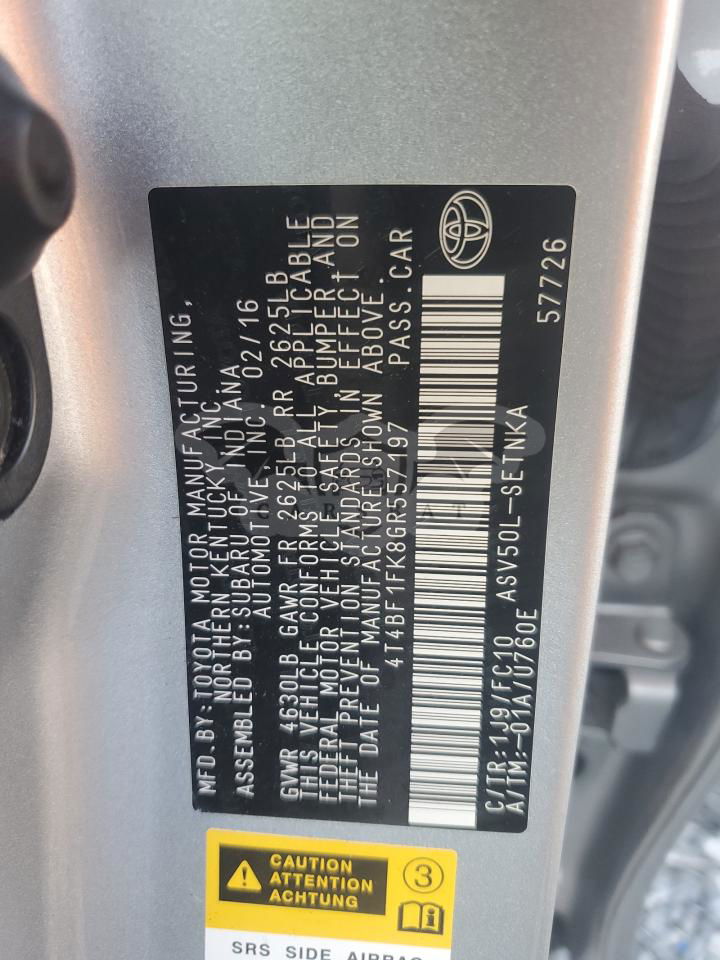 MFD.BY:TOYOTA MOTOR MANUFACTURING,
NORTHERN KENTUCKY, INC.
ASSEMBLED BY:SUBARU OF INDIANA
AUTOMOTIVE, INC. 02/16
GVWR 4630LB GAWR FR 2625LB RR 2625LB
THIS VEHICLE CONFORMS TO ALL APPLICABLE
FEDERAL MOTOR VEHICLE SAFETY, BUMPER, AND
THEFT PREVENTION STANDARDS IN EFFECT ON
THE DATE OF MANUFACTURE SHOWN ABOVE.
4T4BF1FK8GR557197 PASS.CAR
C/TR:1J9/FC10 ASV50L-SETNKA
A/TM:-01A/U760E 57726
CAUTION
ATTENTION
ACHTUNG
3
SRS SIDE AIRBAG